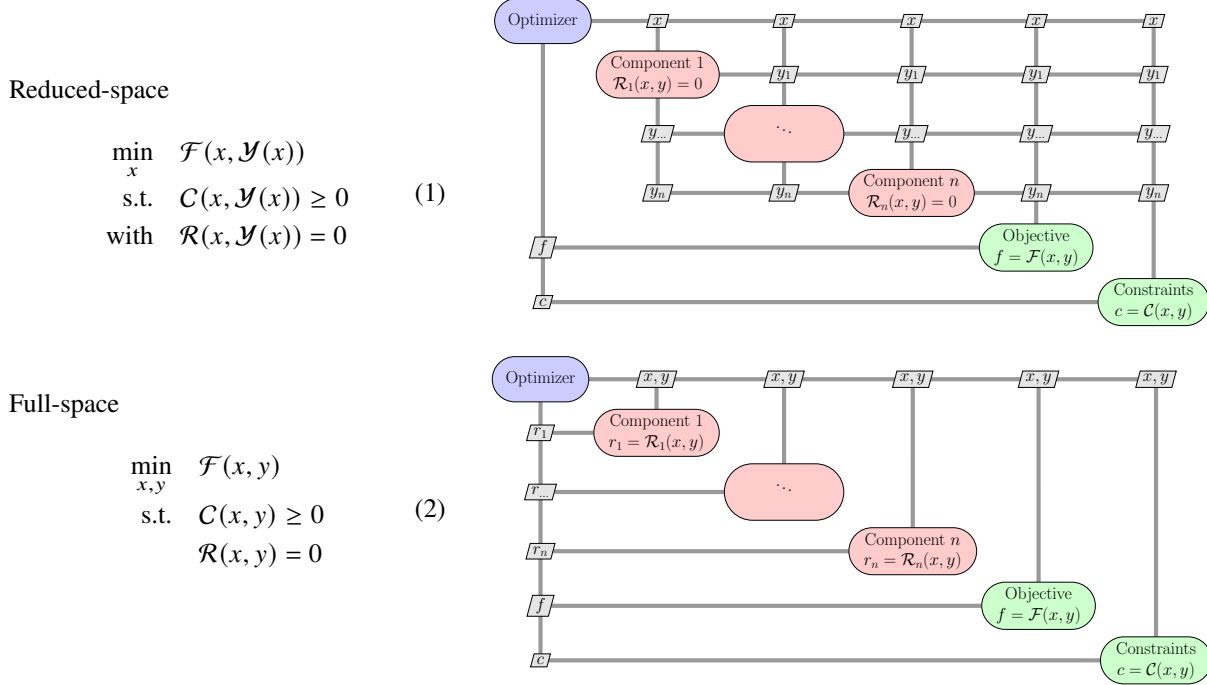 Optimizer x x x x x
Component 1
ℛ₁(x, y) = 0
y₁ y₁ y₁ y₁
Reduced-space
y... ⋱ y... y... y...
min ℱ(x, 𝒴(x))
x
s.t. 𝒞(x, 𝒴(x)) ≥ 0 (1)
with ℛ(x, 𝒴(x)) = 0
yₙ yₙ
Component n
ℛₙ(x, y) = 0
yₙ yₙ
f
Objective
f = ℱ(x, y)
c
Constraints
c = 𝒞(x, y)
Optimizer x, y x, y x, y x, y x, y
Full-space
r₁
Component 1
r₁ = ℛ₁(x, y)
min ℱ(x, y)
x,y
s.t. 𝒞(x, y) ≥ 0 (2)
ℛ(x, y) = 0
r... ⋱
rₙ
Component n
rₙ = ℛₙ(x, y)
f
Objective
f = ℱ(x, y)
c
Constraints
c = 𝒞(x, y)